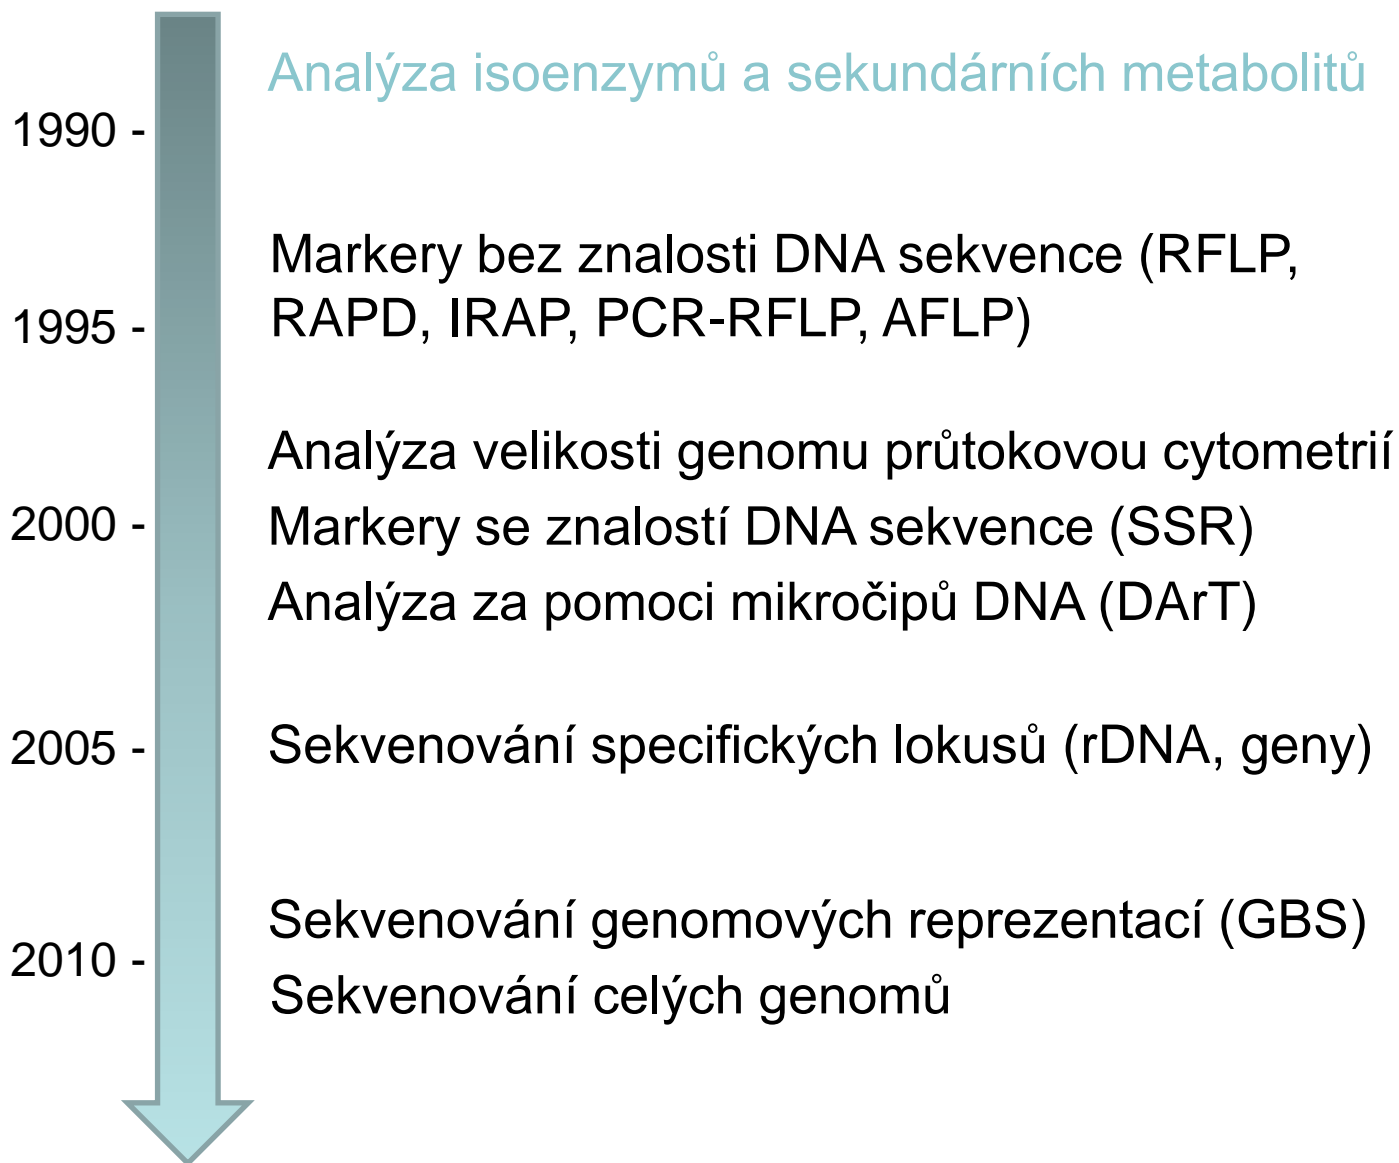 Analýza isoenzymů a sekundárních metabolitů
1990 -
Markery bez znalosti DNA sekvence (RFLP,
1995 -
RAPD, IRAP, PCR-RFLP, AFLP)
Analýza velikosti genomu průtokovou cytometrií
2000 -
Markery se znalostí DNA sekvence (SSR)
Analýza za pomoci mikročipů DNA (DArT)
2005 -
Sekvenování specifických lokusů (rDNA, geny)
Sekvenování genomových reprezentací (GBS)
2010 -
Sekvenování celých genomů